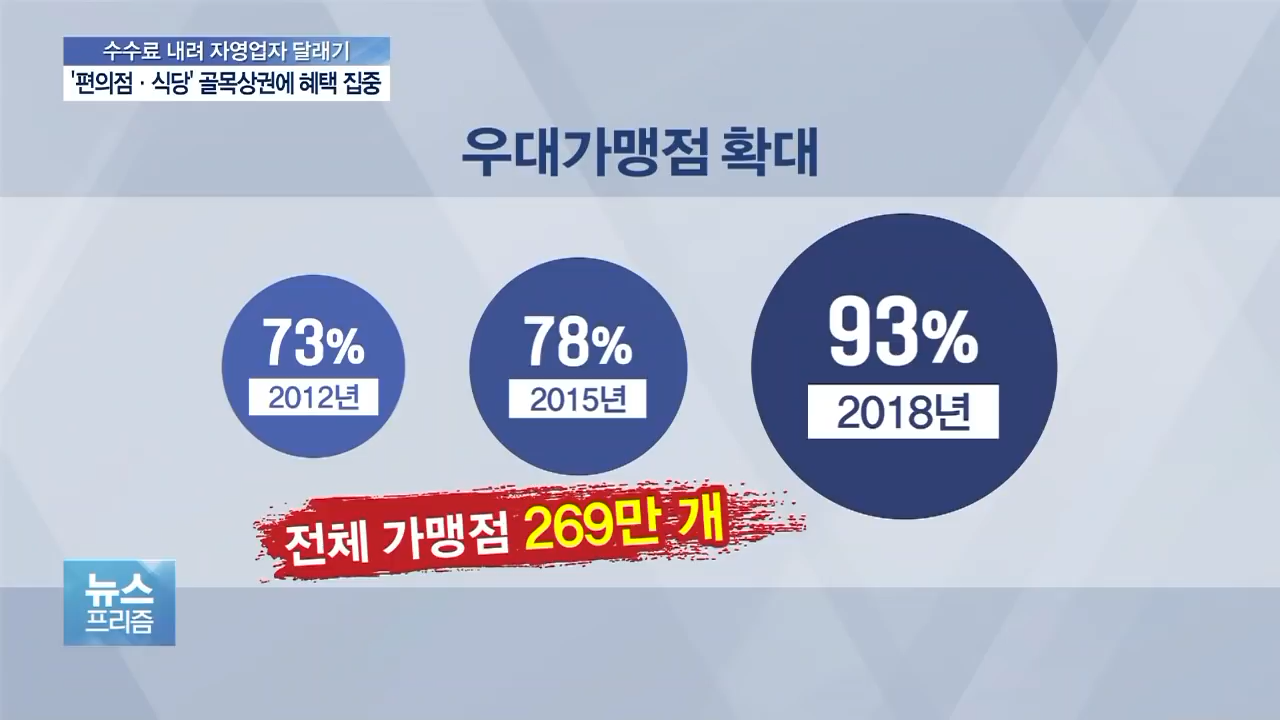 수수료 내려 자영업자 달래기
'편의점·식당' 골목상권에 혜택 집중
우대가맹점 확대
73%
2012년
78%
2015년
93%
2018년
전체 가맹점 269만 개
뉴스
프리즘